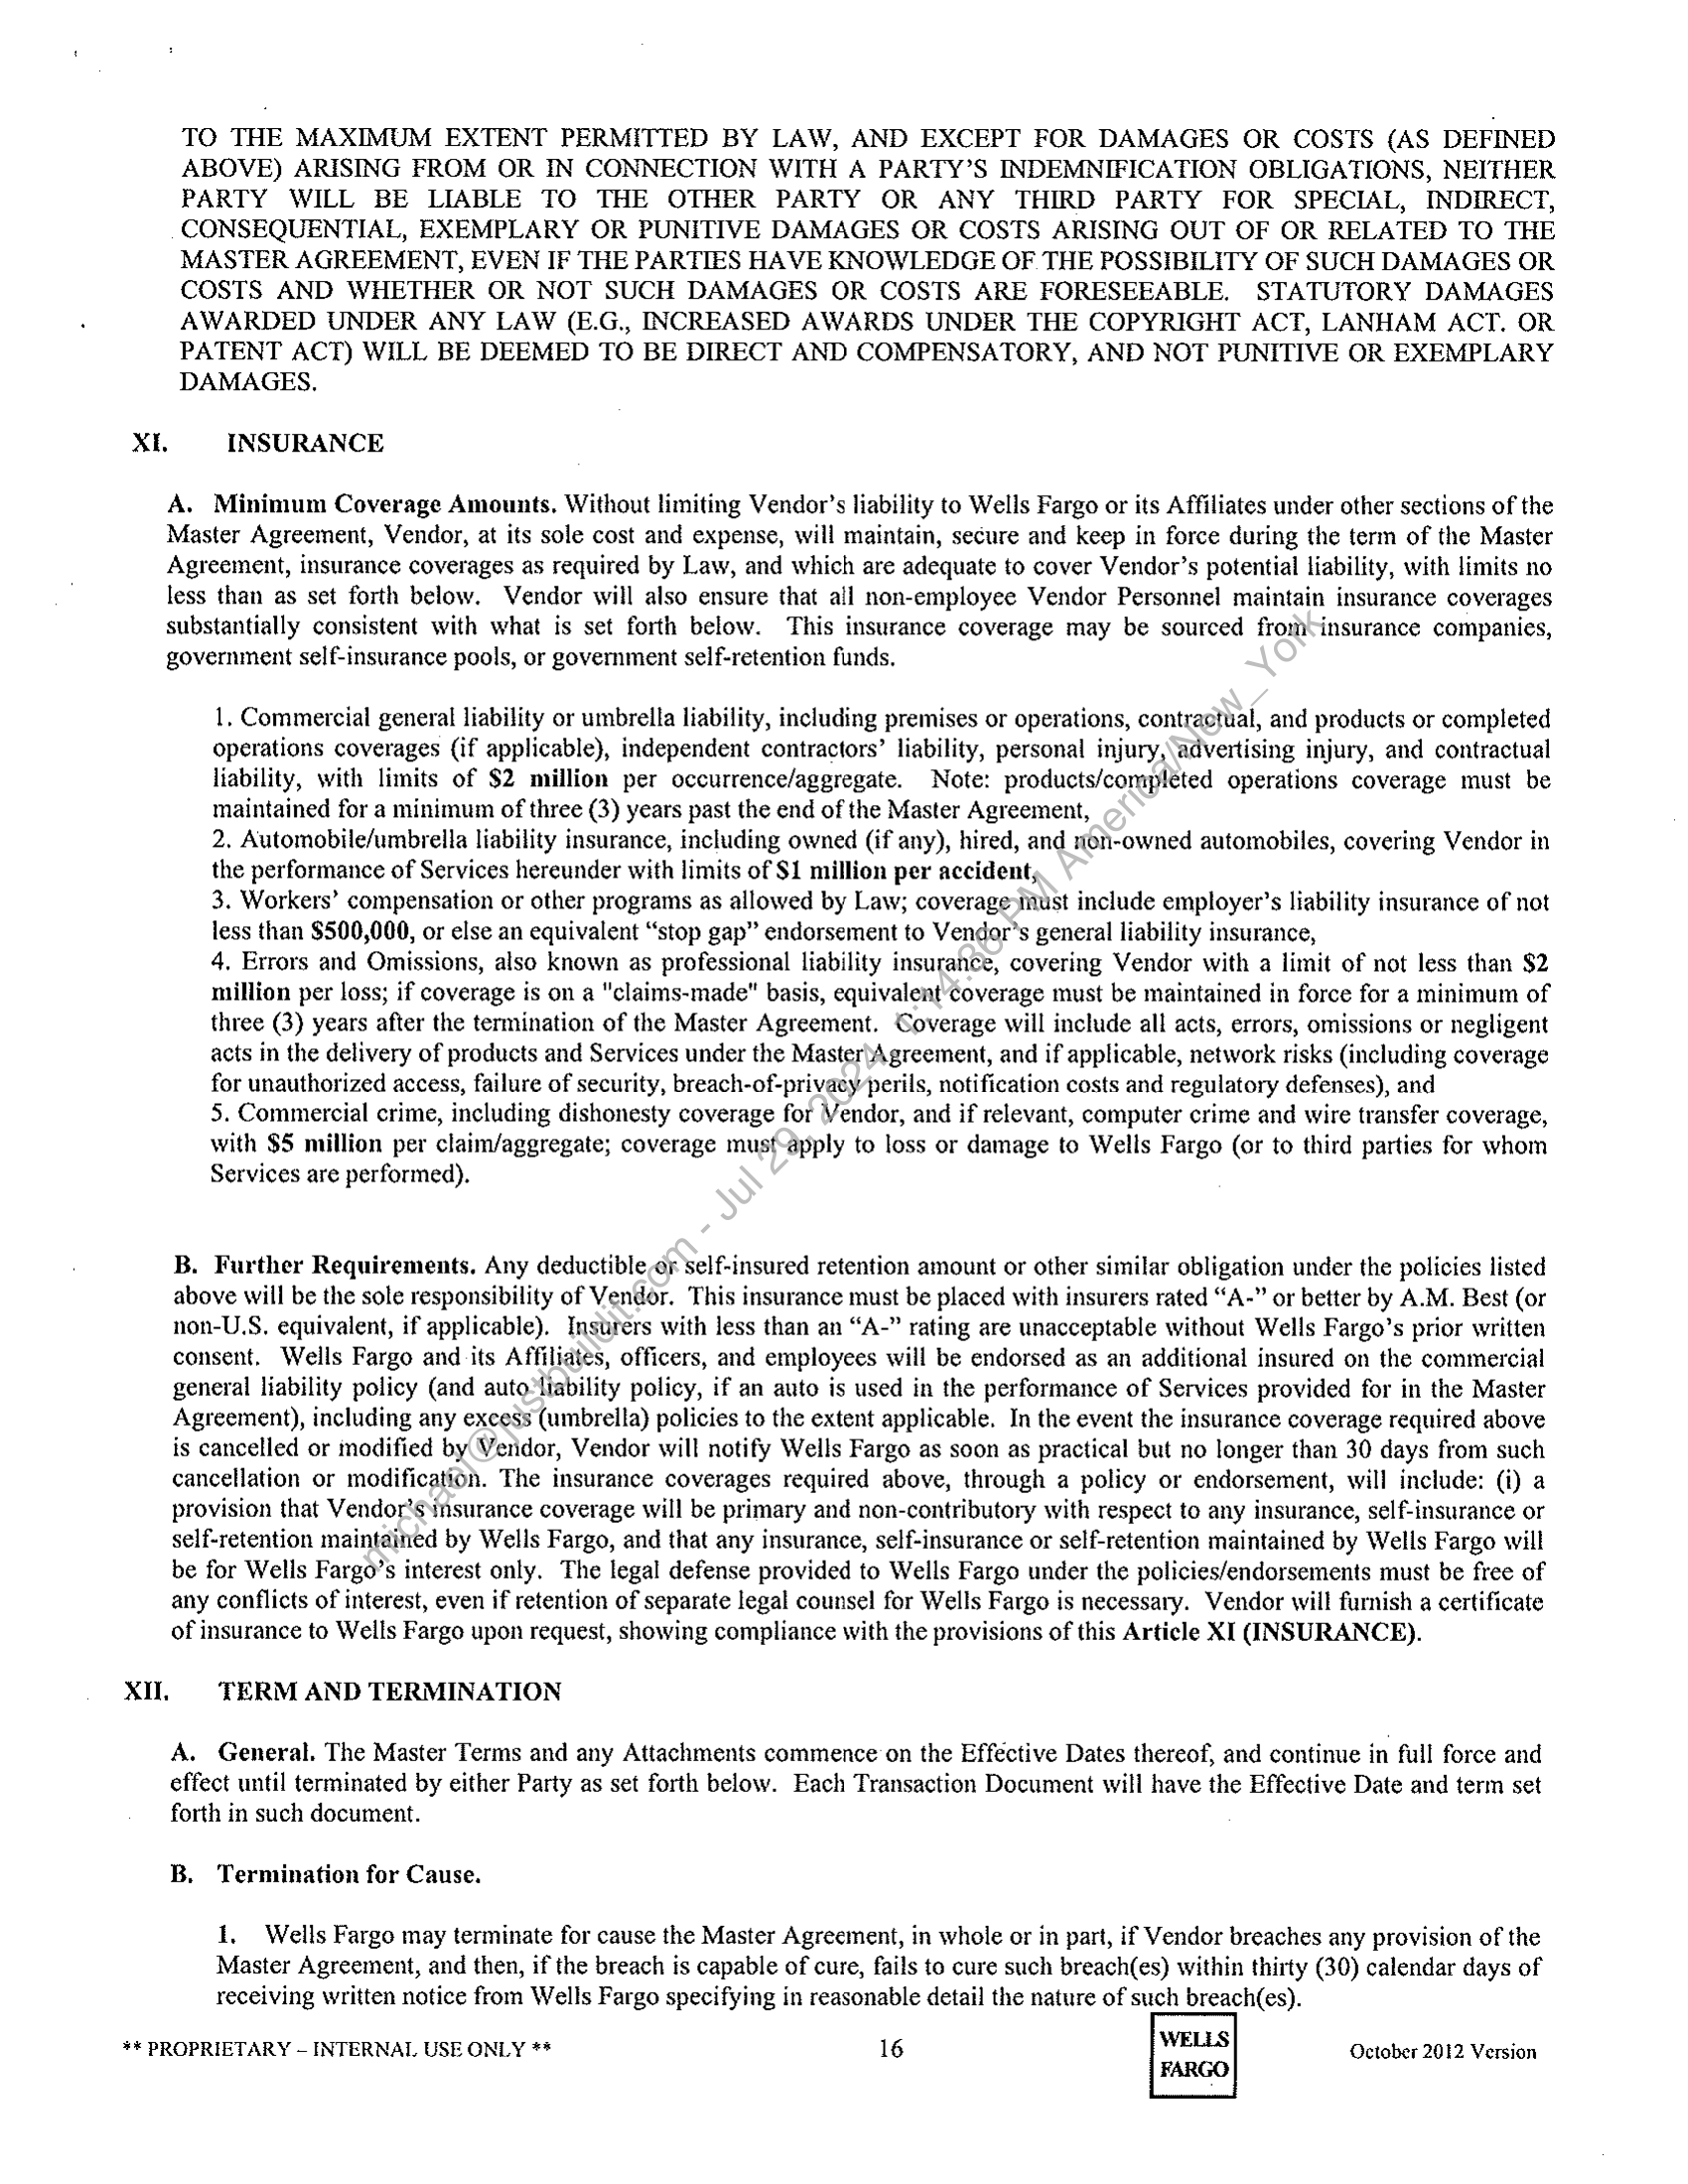 TO THE MAXIMUM EXTENT PERMITTED BY LAW, AND EXCEPT FOR DAMAGES OR COSTS (AS DEFINED
ABOVE) ARISING FROM OR IN CONNECTION WITH A PARTY'S INDEMNIFICATION OBLIGATIONS, NEITHER
PARTY WILL BE LIABLE TO THE OTHER PARTY OR ANY THIRD PARTY FOR SPECIAL, INDIRECT,
CONSEQUENTIAL, EXEMPLARY OR PUNITIVE DAMAGES OR COSTS ARISING OUT OF OR RELATED TO THE
MASTER AGREEMENT, EVEN IF THE PARTIES HAVE KNOWLEDGE OF THE POSSIBILITY OF SUCH DAMAGES OR
COSTS AND WHETHER OR NOT SUCH DAMAGES OR COSTS ARE FORESEEABLE. STATUTORY DAMAGES
AWARDED UNDER ANY LAW (E.G., INCREASED AWARDS UNDER THE COPYRIGHT ACT, LANHAM ACT. OR
PATENT ACT) WILL BE DEEMED TO BE DIRECT AND COMPENSATORY, AND NOT PUNITIVE OR EXEMPLARY
DAMAGES.
XI. INSURANCE
A. Minimum Coverage Amounts. Without limiting Vendor's liability to Wells Fargo or its Affiliates under other sections of the
Master Agreement, Vendor, at its sole cost and expense, will maintain, secure and keep in force during the term of the Master
Agreement, insurance coverages as required by Law, and which are adequate to cover Vendor's potential liability, with limits no
less than as set forth below. Vendor will also ensure that all non-employee Vendor Personnel maintain insurance coverages
substantially consistent with what is set forth below. This insurance coverage may be sourced from insurance companies,
government self-insurance pools, or government self-retention funds.
1. Commercial general liability or umbrella liability, including premises or operations, contractual, and products or completed
operations coverages (if applicable), independent contractors' liability, personal injury, advertising injury, and contractual
liability, with limits of $2 million per occurrence/aggregate. Note: products/completed operations coverage must be
maintained for a minimum of three (3) years past the end of the Master Agreement,
2. Automobile/umbrella liability insurance, including owned (if any), hired, and non-owned automobiles, covering Vendor in
the performance of Services hereunder with limits of $1 million per accident,
3. Workers' compensation or other programs as allowed by Law; coverage must include employer's liability insurance of not
less than $500,000, or else an equivalent "stop gap" endorsement to Vendor's general liability insurance,
4. Errors and Omissions, also known as professional liability insurance, covering Vendor with a limit of not less than $2
million per loss; if coverage is on a "claims-made" basis, equivalent coverage must be maintained in force for a minimum of
three (3) years after the termination of the Master Agreement. Coverage will include all acts, errors, omissions or negligent
acts in the delivery of products and Services under the Master Agreement, and if applicable, network risks (including coverage
for unauthorized access, failure of security, breach-of-privacy perils, notification costs and regulatory defenses), and
5. Commercial crime, including dishonesty coverage for Vendor, and if relevant, computer crime and wire transfer coverage,
with $5 million per claim/aggregate; coverage must apply to loss or damage to Wells Fargo (or to third parties for whom
Services are performed).
B. Further Requirements. Any deductible or self-insured retention amount or other similar obligation under the policies listed
above will be the sole responsibility of Vendor. This insurance must be placed with insurers rated "A-" or better by A.M. Best (or
non-U.S. equivalent, if applicable). Insurers with less than an "A-" rating are unacceptable without Wells Fargo's prior written
consent. Wells Fargo and its Affiliates, officers, and employees will be endorsed as an additional insured on the commercial
general liability policy (and auto liability policy, if an auto is used in the performance of Services provided for in the Master
Agreement), including any excess (umbrella) policies to the extent applicable. In the event the insurance coverage required above
is cancelled or modified by Vendor, Vendor will notify Wells Fargo as soon as practical but no longer than 30 days from such
cancellation or modification. The insurance coverages required above, through a policy or endorsement, will include: (i) a
provision that Vendor's insurance coverage will be primary and non-contributory with respect to any insurance, self-insurance or
self-retention maintained by Wells Fargo, and that any insurance, self-insurance or self-retention maintained by Wells Fargo will
be for Wells Fargo's interest only. The legal defense provided to Wells Fargo under the policies/endorsements must be free of
any conflicts of interest, even if retention of separate legal counsel for Wells Fargo is necessary. Vendor will furnish a certificate
of insurance to Wells Fargo upon request, showing compliance with the provisions of this Article XI (INSURANCE).
XII. TERM AND TERMINATION
A. General. The Master Terms and any Attachments commence on the Effective Dates thereof, and continue in full force and
effect until terminated by either Party as set forth below. Each Transaction Document will have the Effective Date and term set
forth in such document.
B. Termination for Cause.
1. Wells Fargo may terminate for cause the Master Agreement, in whole or in part, if Vendor breaches any provision of the
Master Agreement, and then, if the breach is capable of cure, fails to cure such breach(es) within thirty (30) calendar days of
receiving written notice from Wells Fargo specifying in reasonable detail the nature of such breach(es).
** PROPRIETARY – INTERNAL USE ONLY **
16
WELLS
FARGO
October 2012 Version
michael@justbuildit.com - Jul 29, 2024, 1:14:36 PM America/New_York